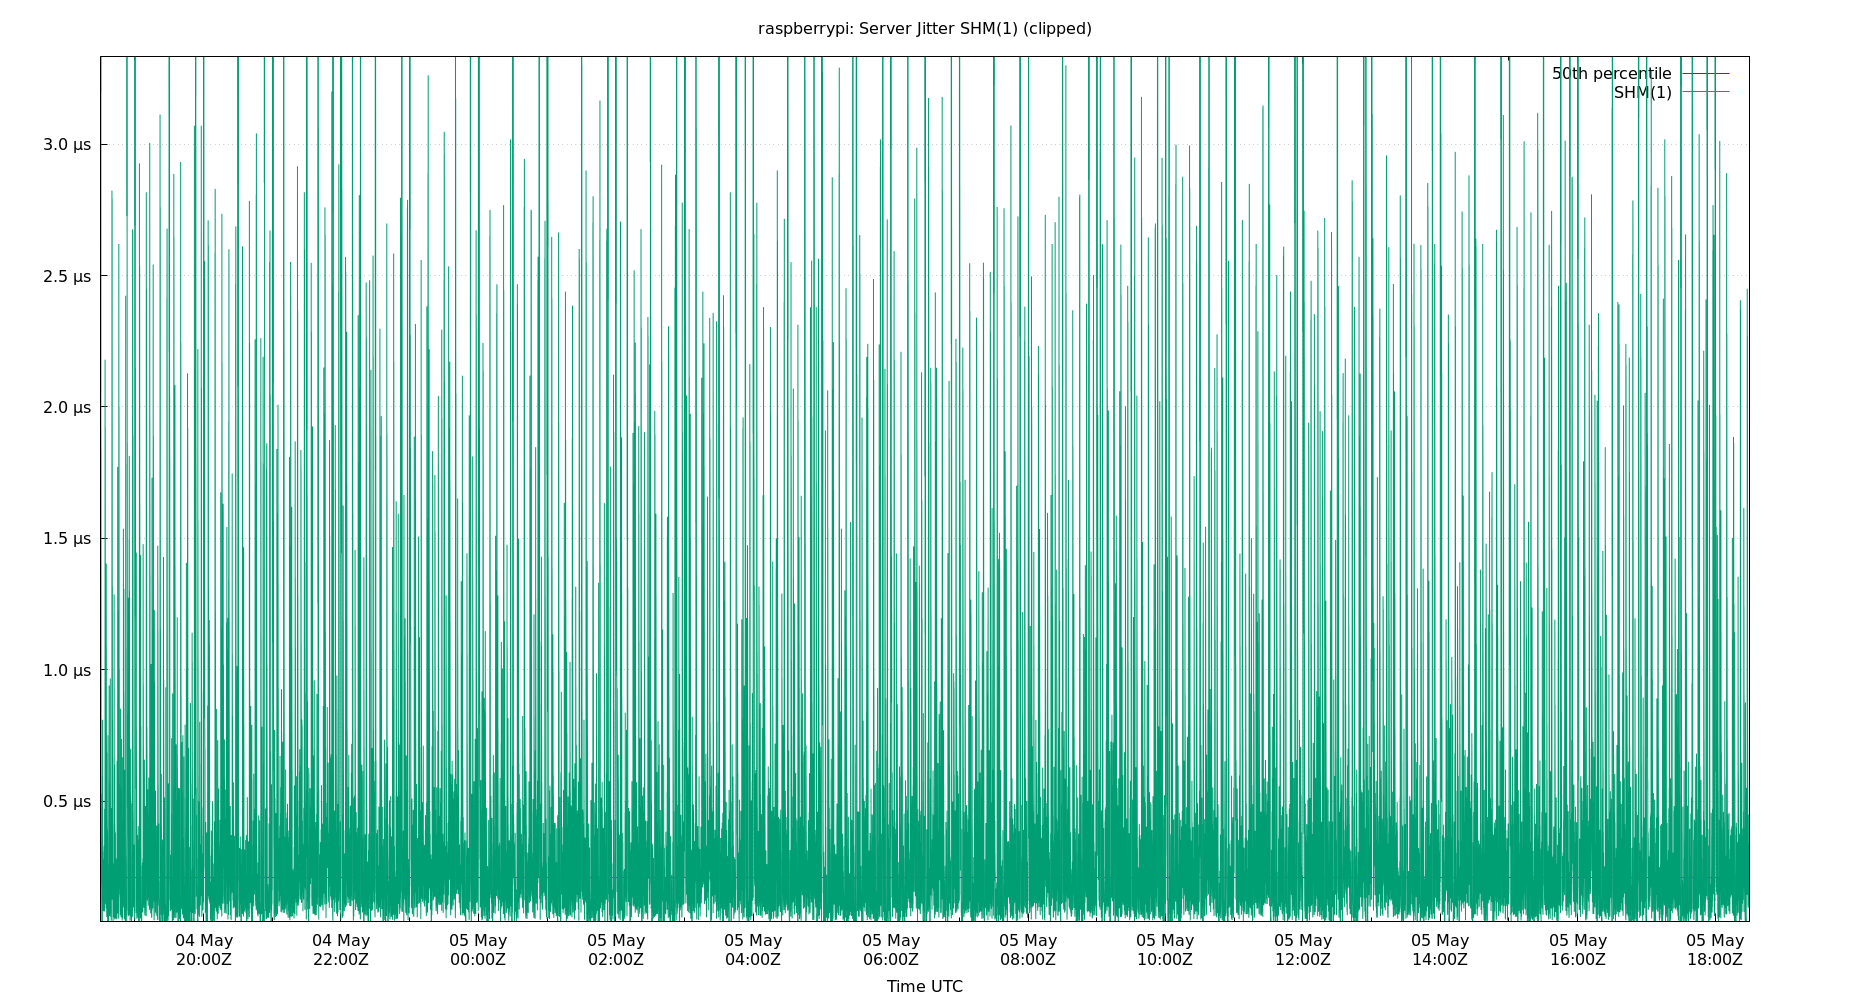 raspberrypi: Server Jitter SHM(1) (clipped)
50th percentile
SHM(1)
3.0 µs
2.5 µs
2.0 µs
1.5 µs
1.0 µs
0.5 µs
04 May 04 May 05 May 05 May 05 May 05 May 05 May 05 May 05 May 05 May 05 May 05 May
20:00Z 22:00Z 00:00Z 02:00Z 04:00Z 06:00Z 08:00Z 10:00Z 12:00Z 14:00Z 16:00Z 18:00Z
Time UTC